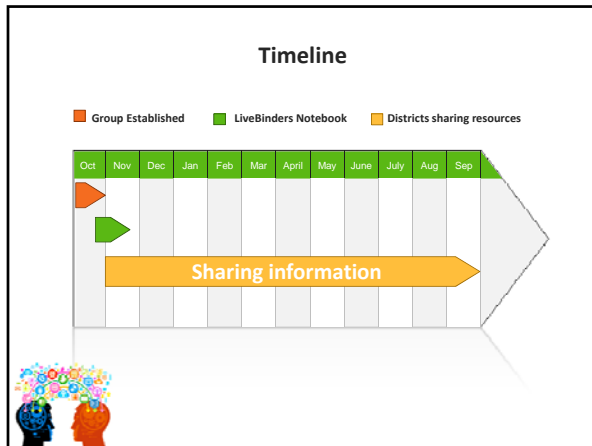 Timeline
Group Established LiveBinders Notebook Districts sharing resources
Oct Nov Dec Jan Feb Mar April May June July Aug Sep
Sharing information